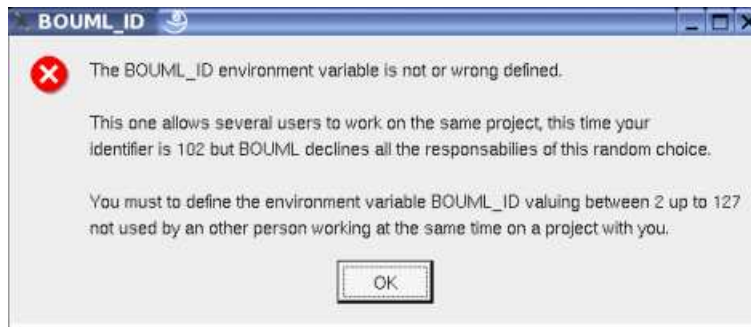 BOUML_ID
The BOUML_ID environment variable is not or wrong defined.
This one allows several users to work on the same project, this time your
identifier is 102 but BOUML declines all the responsabilies of this random choice.
You must to define the environment variable BOUML_ID valuing between 2 up to 127
not used by an other person working at the same time on a project with you.
OK